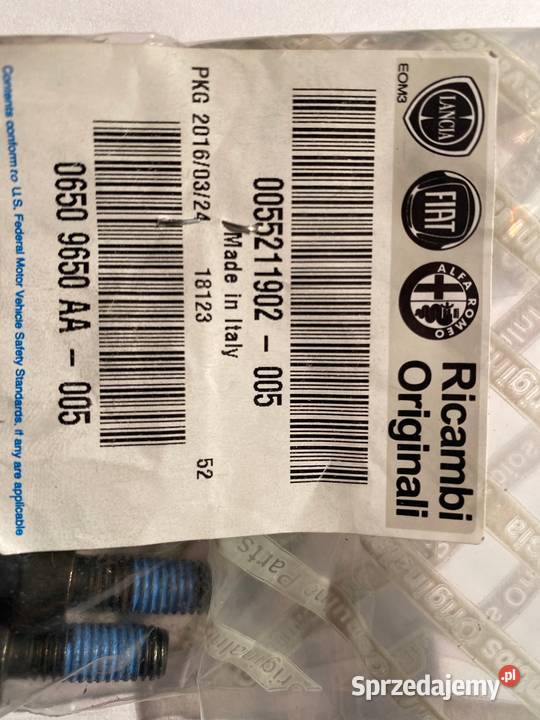 LANCIA
FIAT
ALFA ROMEO
Ricambi
Originali
EOM3
0055211902 - 005
Made in Italy
PKG 2016/03/24 18123 52
0650 9650 AA - 005
Contents conform to U.S. Federal Motor Vehicle Safety Standards, if any are applicable
Parts
Sprzedajemy.pl